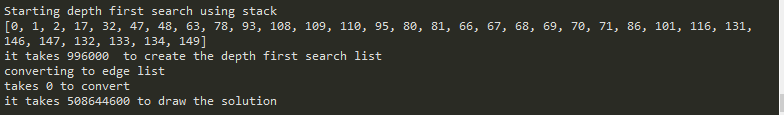 Starting depth first search using stack
[0, 1, 2, 17, 32, 47, 48, 63, 78, 93, 108, 109, 110, 95, 80, 81, 66, 67, 68, 69, 70, 71, 86, 101, 116, 131,
146, 147, 132, 133, 134, 149]
it takes 996000  to create the depth first search list
converting to edge list
takes 0 to convert
it takes 508644600 to draw the solution